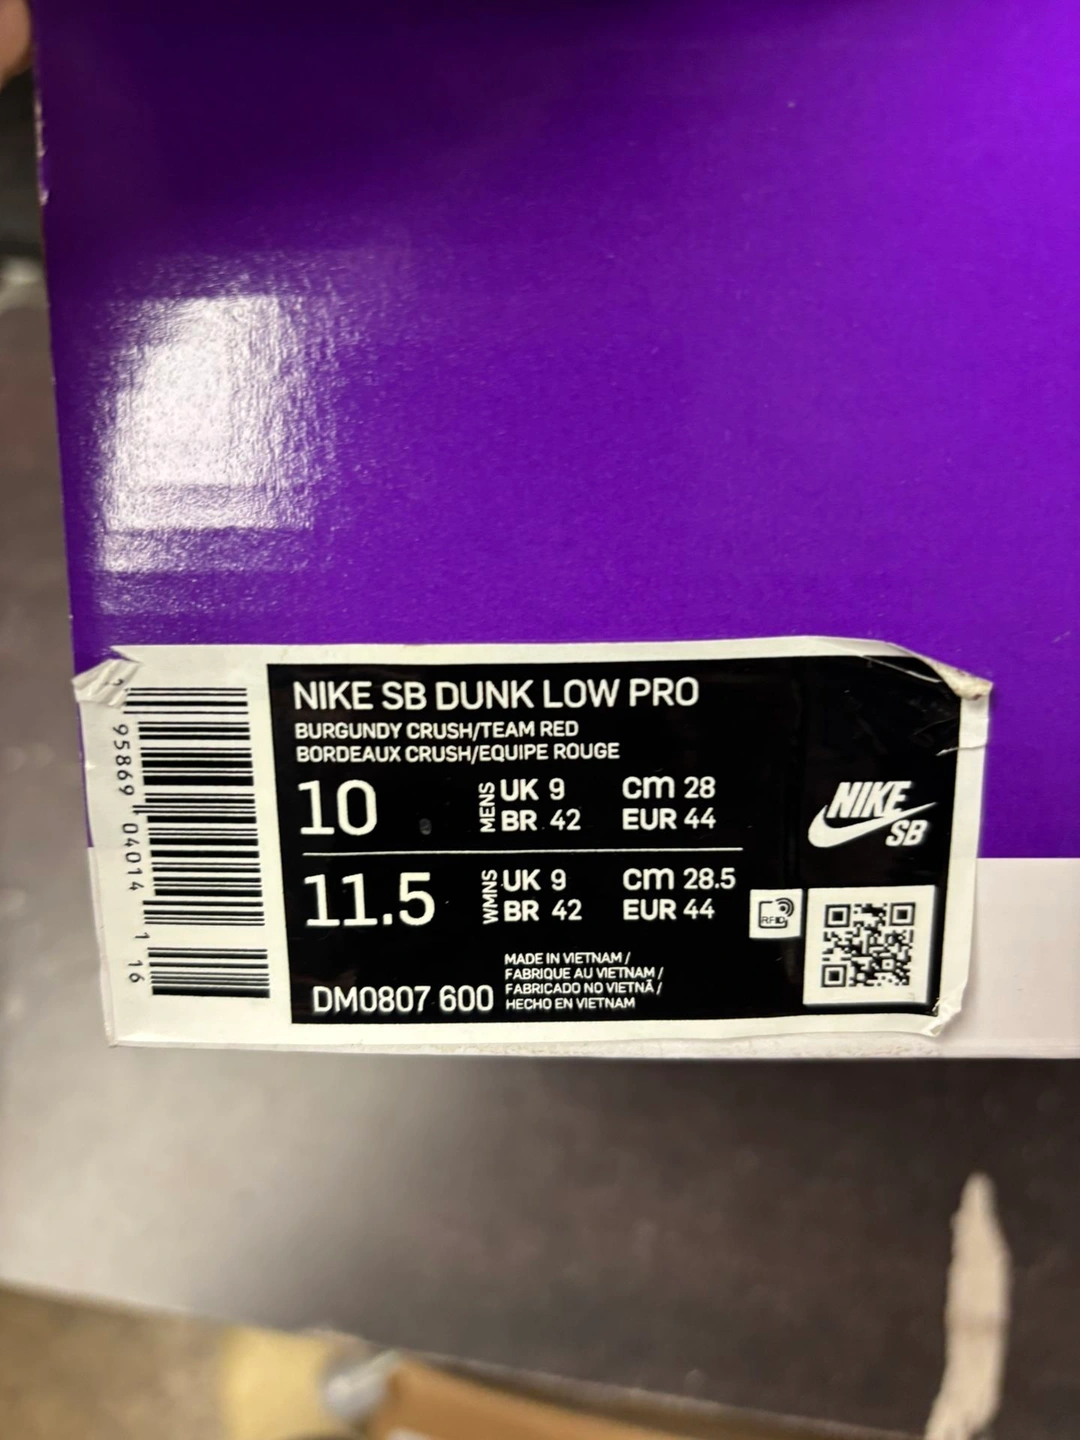 NIKE SB DUNK LOW PRO
BURGUNDY CRUSH/TEAM RED
BORDEAUX CRUSH/EQUIPE ROUGE
10 MENS UK 9 cm 28
BR 42 EUR 44
11.5 WMNS UK 9 cm 28.5
BR 42 EUR 44
DM0807 600
MADE IN VIETNAM /
FABRIQUE AU VIETNAM /
FABRICADO NO VIETNÃ /
HECHO EN VIETNAM
NIKE
SB
RFID
95869 04014 1 16